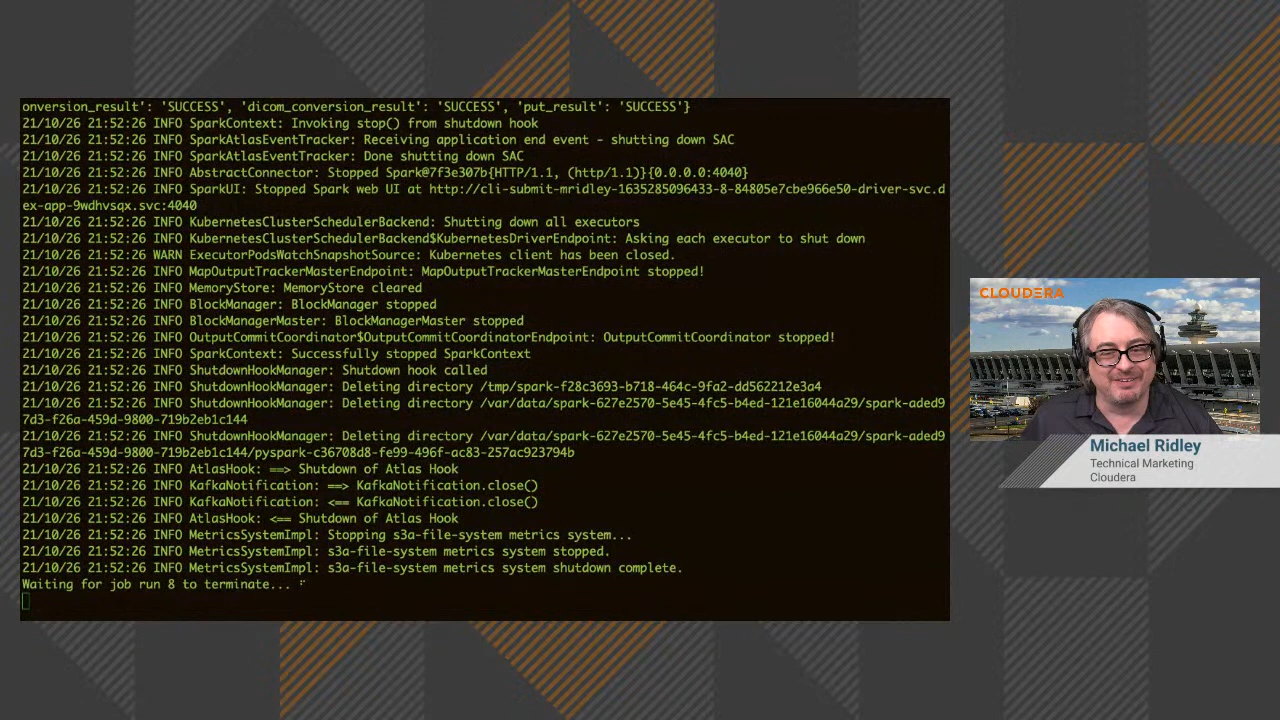 onversion_result': 'SUCCESS', 'dicom_conversion_result': 'SUCCESS', 'put_result': 'SUCCESS'}
21/10/26 21:52:26 INFO SparkContext: Invoking stop() from shutdown hook
21/10/26 21:52:26 INFO SparkAtlasEventTracker: Receiving application end event - shutting down SAC
21/10/26 21:52:26 INFO SparkAtlasEventTracker: Done shutting down SAC
21/10/26 21:52:26 INFO AbstractConnector: Stopped Spark@7f3e307b{HTTP/1.1, (http/1.1)}{0.0.0.0:4040}
21/10/26 21:52:26 INFO SparkUI: Stopped Spark web UI at http://cli-submit-mridley-1635285096433-8-84805e7cbe966e50-driver-svc.d
ex-app-9wdhvsqx.svc:4040
21/10/26 21:52:26 INFO KubernetesClusterSchedulerBackend: Shutting down all executors
21/10/26 21:52:26 INFO KubernetesClusterSchedulerBackend$KubernetesDriverEndpoint: Asking each executor to shut down
21/10/26 21:52:26 WARN ExecutorPodsWatchSnapshotSource: Kubernetes client has been closed.
21/10/26 21:52:26 INFO MapOutputTrackerMasterEndpoint: MapOutputTrackerMasterEndpoint stopped!
21/10/26 21:52:26 INFO MemoryStore: MemoryStore cleared
21/10/26 21:52:26 INFO BlockManager: BlockManager stopped
21/10/26 21:52:26 INFO BlockManagerMaster: BlockManagerMaster stopped
21/10/26 21:52:26 INFO OutputCommitCoordinator$OutputCommitCoordinatorEndpoint: OutputCommitCoordinator stopped!
21/10/26 21:52:26 INFO SparkContext: Successfully stopped SparkContext
21/10/26 21:52:26 INFO ShutdownHookManager: Shutdown hook called
21/10/26 21:52:26 INFO ShutdownHookManager: Deleting directory /tmp/spark-f28c3693-b718-464c-9fa2-dd562212e3a4
21/10/26 21:52:26 INFO ShutdownHookManager: Deleting directory /var/data/spark-627e2570-5e45-4fc5-b4ed-121e16044a29/spark-aded9
7d3-f26a-459d-9800-719b2eb1c144
21/10/26 21:52:26 INFO ShutdownHookManager: Deleting directory /var/data/spark-627e2570-5e45-4fc5-b4ed-121e16044a29/spark-aded9
7d3-f26a-459d-9800-719b2eb1c144/pyspark-c36708d8-fe99-496f-ac83-257ac923794b
21/10/26 21:52:26 INFO AtlasHook: ==> Shutdown of Atlas Hook
21/10/26 21:52:26 INFO KafkaNotification: ==> KafkaNotification.close()
21/10/26 21:52:26 INFO KafkaNotification: <== KafkaNotification.close()
21/10/26 21:52:26 INFO AtlasHook: <== Shutdown of Atlas Hook
21/10/26 21:52:26 INFO MetricsSystemImpl: Stopping s3a-file-system metrics system...
21/10/26 21:52:26 INFO MetricsSystemImpl: s3a-file-system metrics system stopped.
21/10/26 21:52:26 INFO MetricsSystemImpl: s3a-file-system metrics system shutdown complete.
Waiting for job run 8 to terminate...
CLOUDERA
Michael Ridley
Technical Marketing
Cloudera